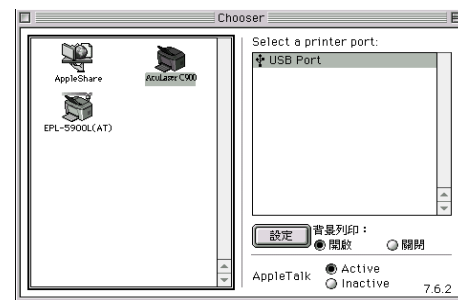 Chooser
Select a printer port:
USB Port
AppleShare
AcuLaser C900
EPL-5900L(AT)
設定
背景列印：
開啟
關閉
AppleTalk
Active
Inactive
7.6.2